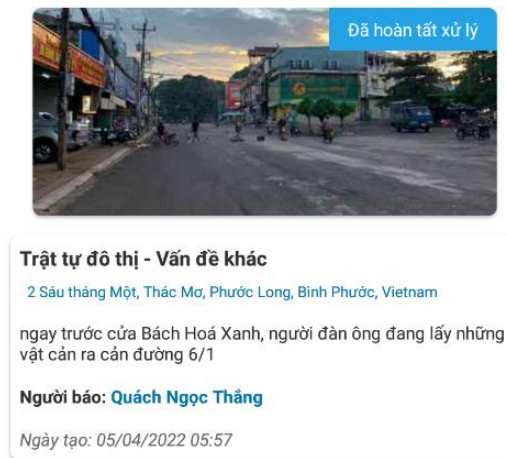 Đã hoàn tất xử lý
Trật tự đô thị - Vấn đề khác
2 Sáu tháng Một, Thác Mơ, Phước Long, Bình Phước, Vietnam
ngay trước cửa Bách Hoá Xanh, người đàn ông đang lấy những
vật cản ra cản đường 6/1
Người báo: Quách Ngọc Thắng
Ngày tạo: 05/04/2022 05:57